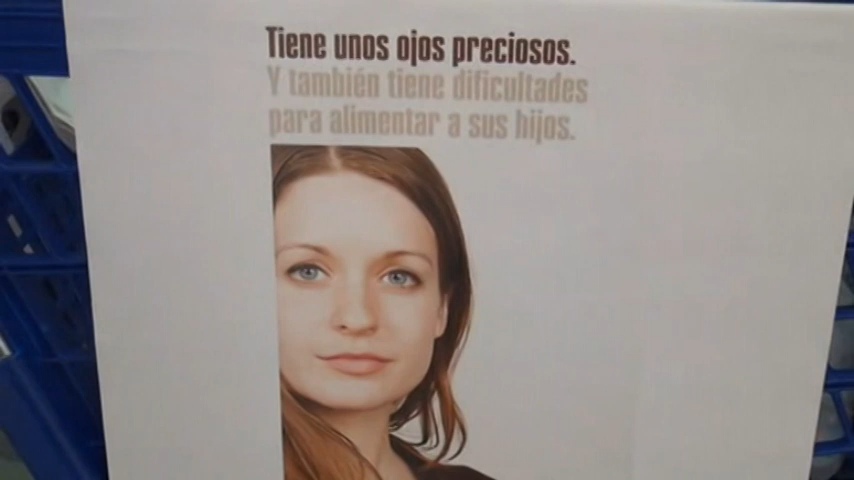 Tiene unos ojos preciosos.
Y también tiene dificultades
para alimentar a sus hijos.